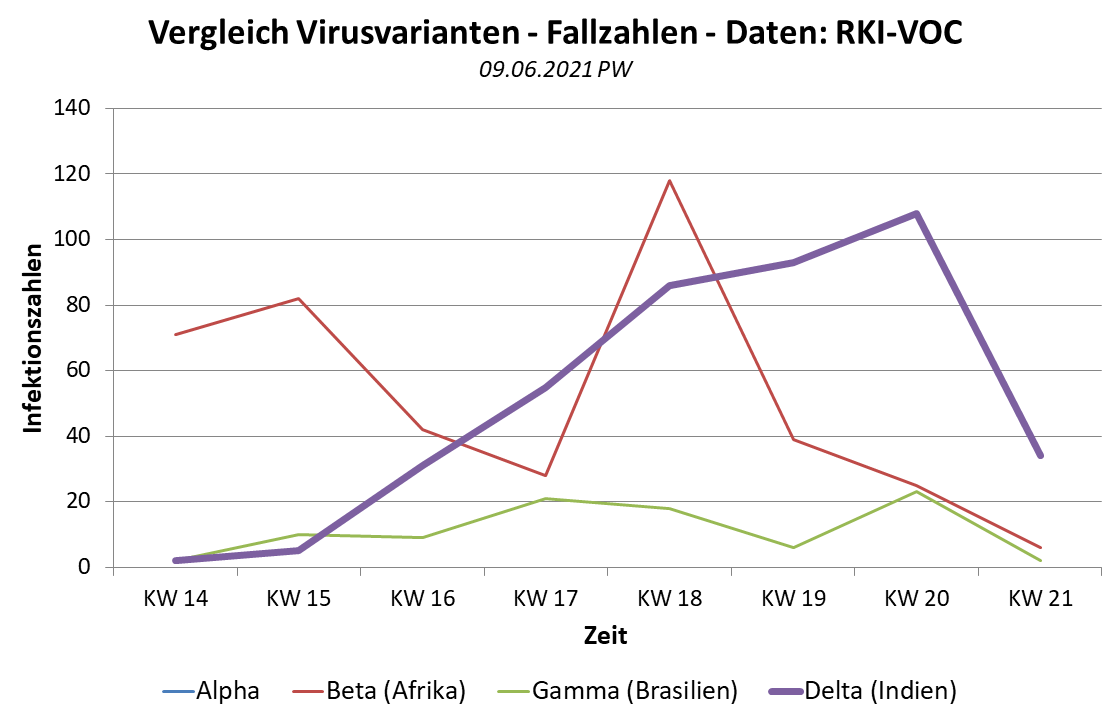 Vergleich Virusvarianten - Fallzahlen - Daten: RKI-VOC
09.06.2021 PW
140
120
100
80
60
40
20
0
Infektionszahlen
KW 14 KW 15 KW 16 KW 17 KW 18 KW 19 KW 20 KW 21
Zeit
Alpha Beta (Afrika) Gamma (Brasilien) Delta (Indien)